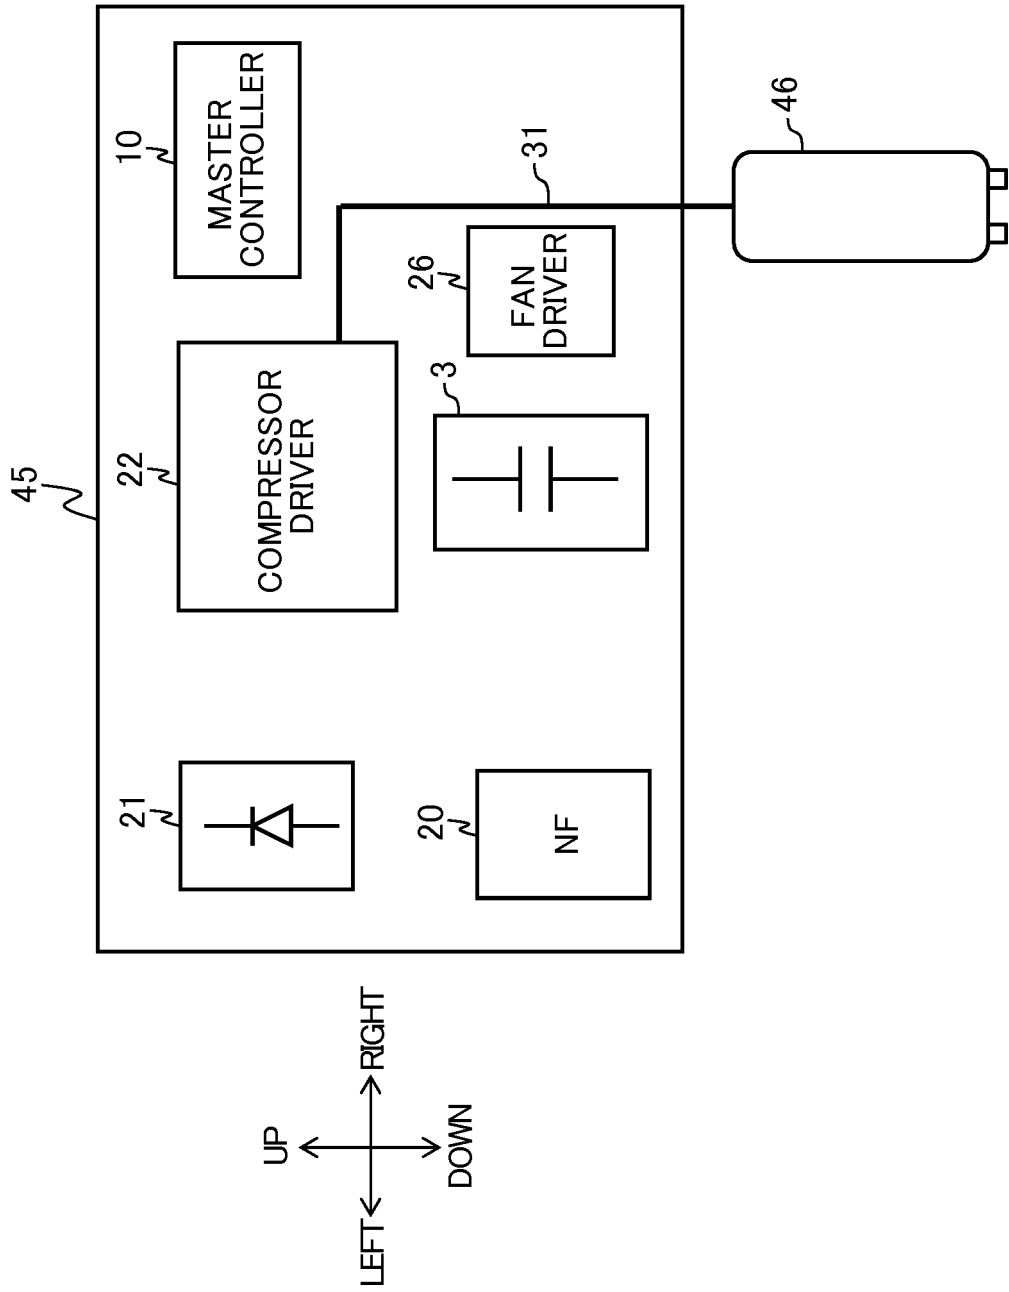 45
21
22
10
COMPRESSOR
DRIVER
MASTER
CONTROLLER
UP
LEFT
RIGHT
DOWN
20
3
26
NF
FAN
DRIVER
31
46